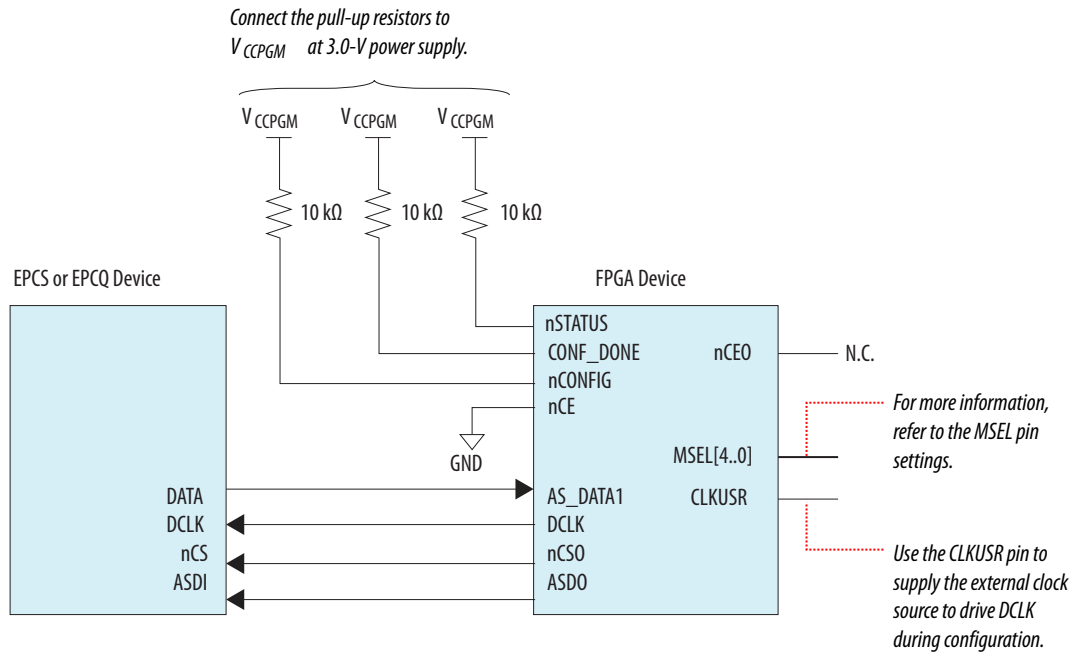 Connect the pull-up resistors to
V CCPGM at 3.0-V power supply.
V CCPGM V CCPGM V CCPGM
10 kΩ 10 kΩ 10 kΩ
EPCS or EPCQ Device
FPGA Device
nSTATUS
CONF_DONE
nCONFIG
nCE
nCEO
N.C.
GND
MSEL[4..0]
CLKUSR
For more information,
refer to the MSEL pin
settings.
DATA
DCLK
nCS
ASDI
AS_DATA1
DCLK
nCSO
ASDO
Use the CLKUSR pin to
supply the external clock
source to drive DCLK
during configuration.